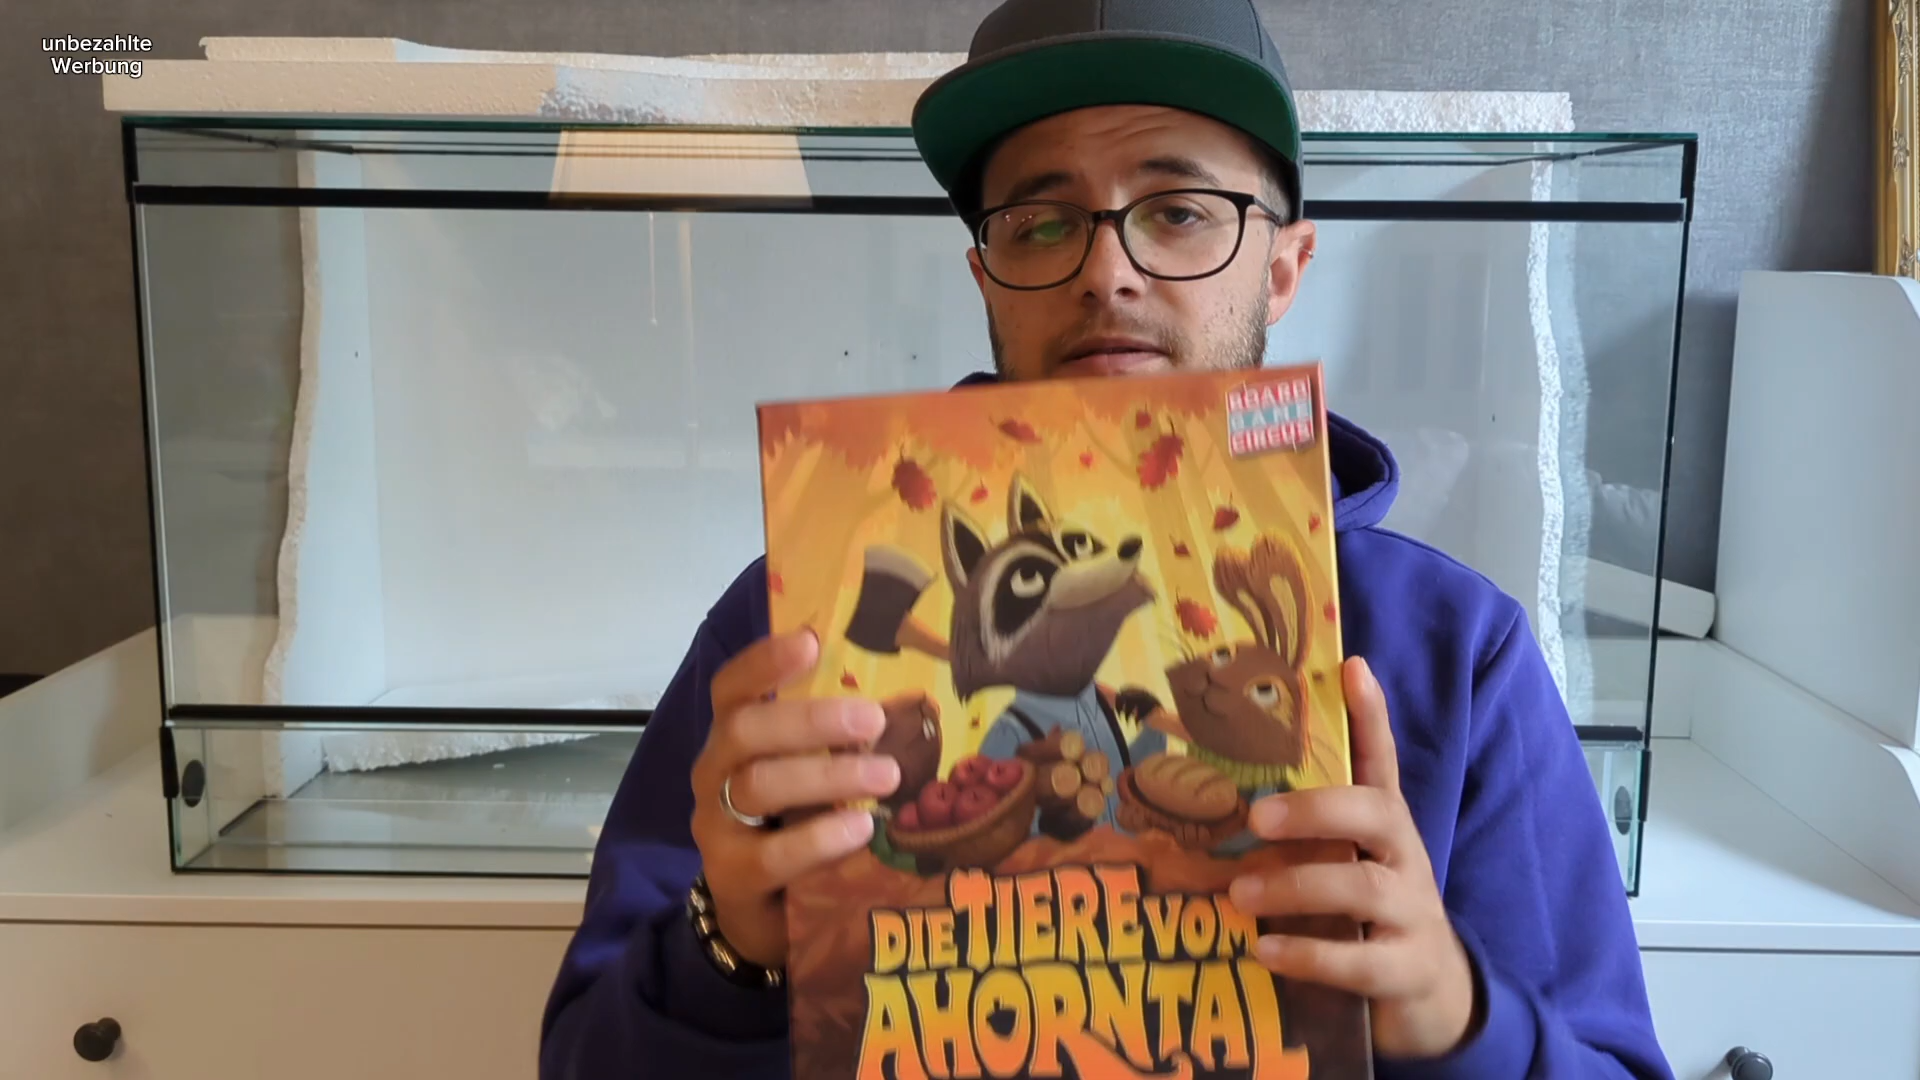 unbezahlte
Werbung
BOARD
GAME
CIRCUS
DIE TIERE VOM
AHORNTAL